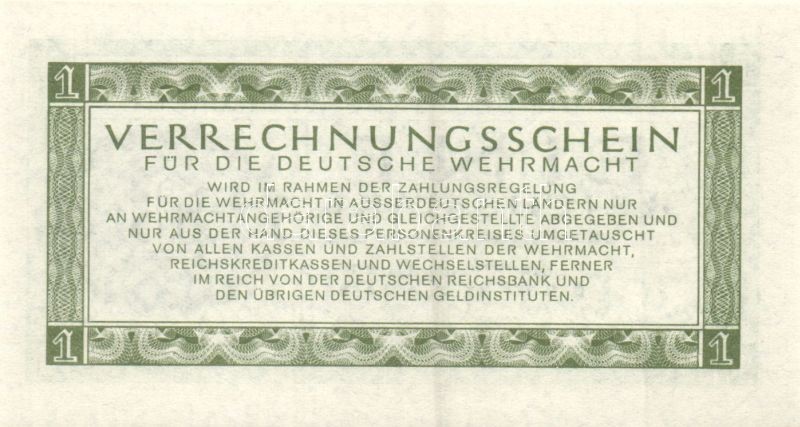 1 1
VERRECHNUNGSSCHEIN
FÜR DIE DEUTSCHE WEHRMACHT
WIRD IM RAHMEN DER ZAHLUNGSREGELUNG
FÜR DIE WEHRMACHT IN AUSSERDEUTSCHEN LÄNDERN NUR
AN WEHRMACHTANGEHÖRIGE UND GLEICHGESTELLTE ABGEGEBEN UND
NUR AUS DER HAND DIESES PERSONENKREISES UMGETAUSCHT
VON ALLEN KASSEN UND ZAHLSTELLEN DER WEHRMACHT,
REICHSKREDITKASSEN UND WECHSELSTELLEN, FERNER
IM REICH VON DER DEUTSCHEN REICHSBANK UND
DEN ÜBRIGEN DEUTSCHEN GELDINSTITUTEN.
1 1